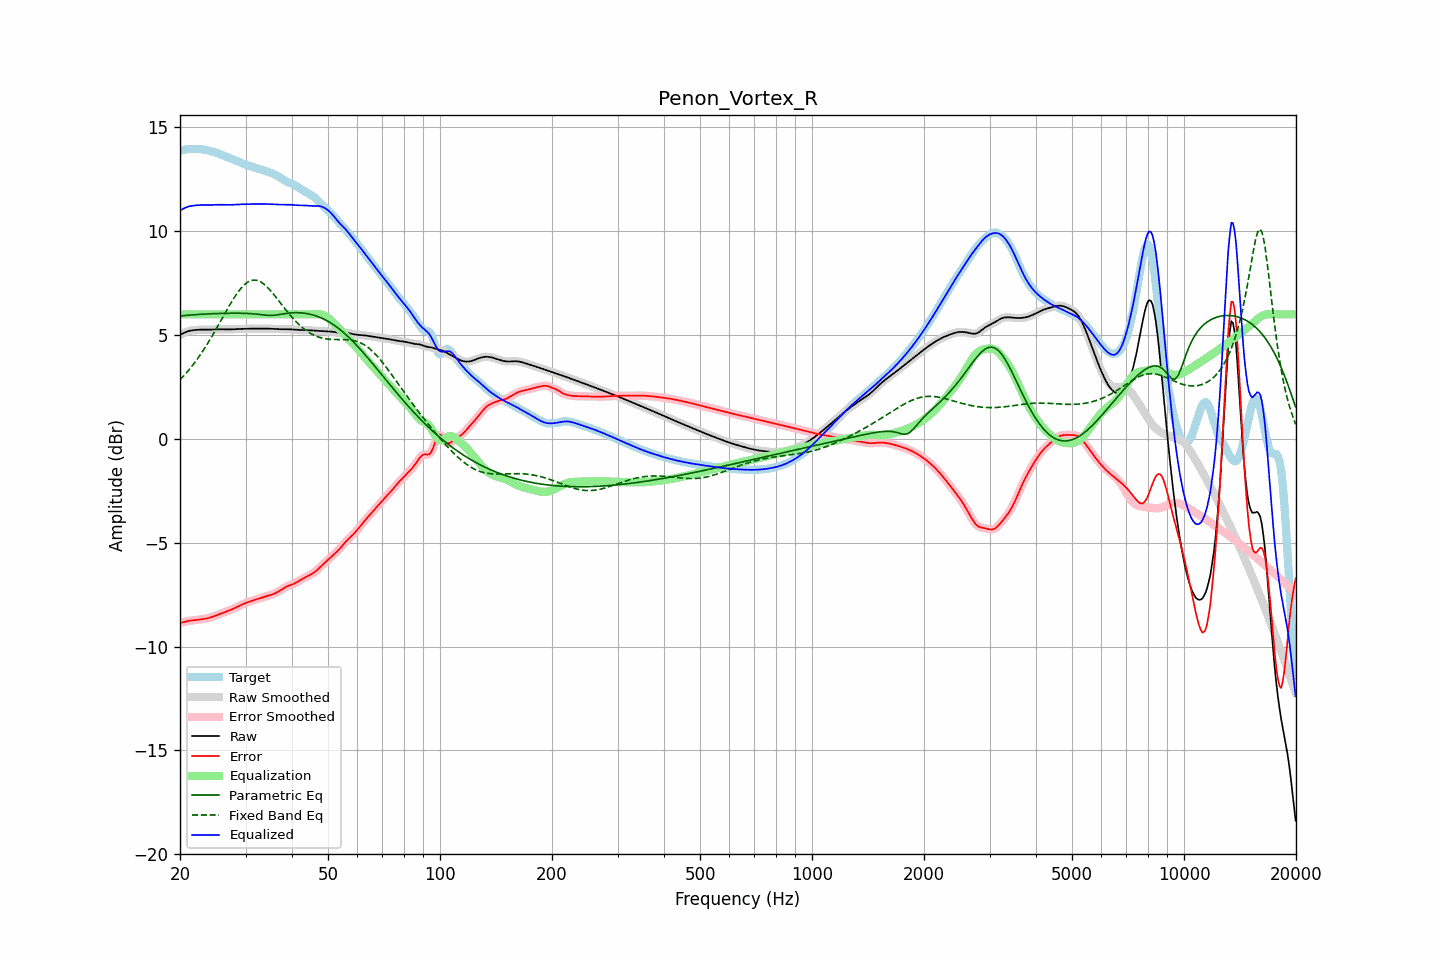 Penon_Vortex_R
15
10
5
0
−5
−10
−15
−20
Amplitude (dBr)
Target
Raw Smoothed
Error Smoothed
Raw
Error
Equalization
Parametric Eq
Fixed Band Eq
Equalized
20 50 100 200 500 1000 2000 5000 10000 20000
Frequency (Hz)